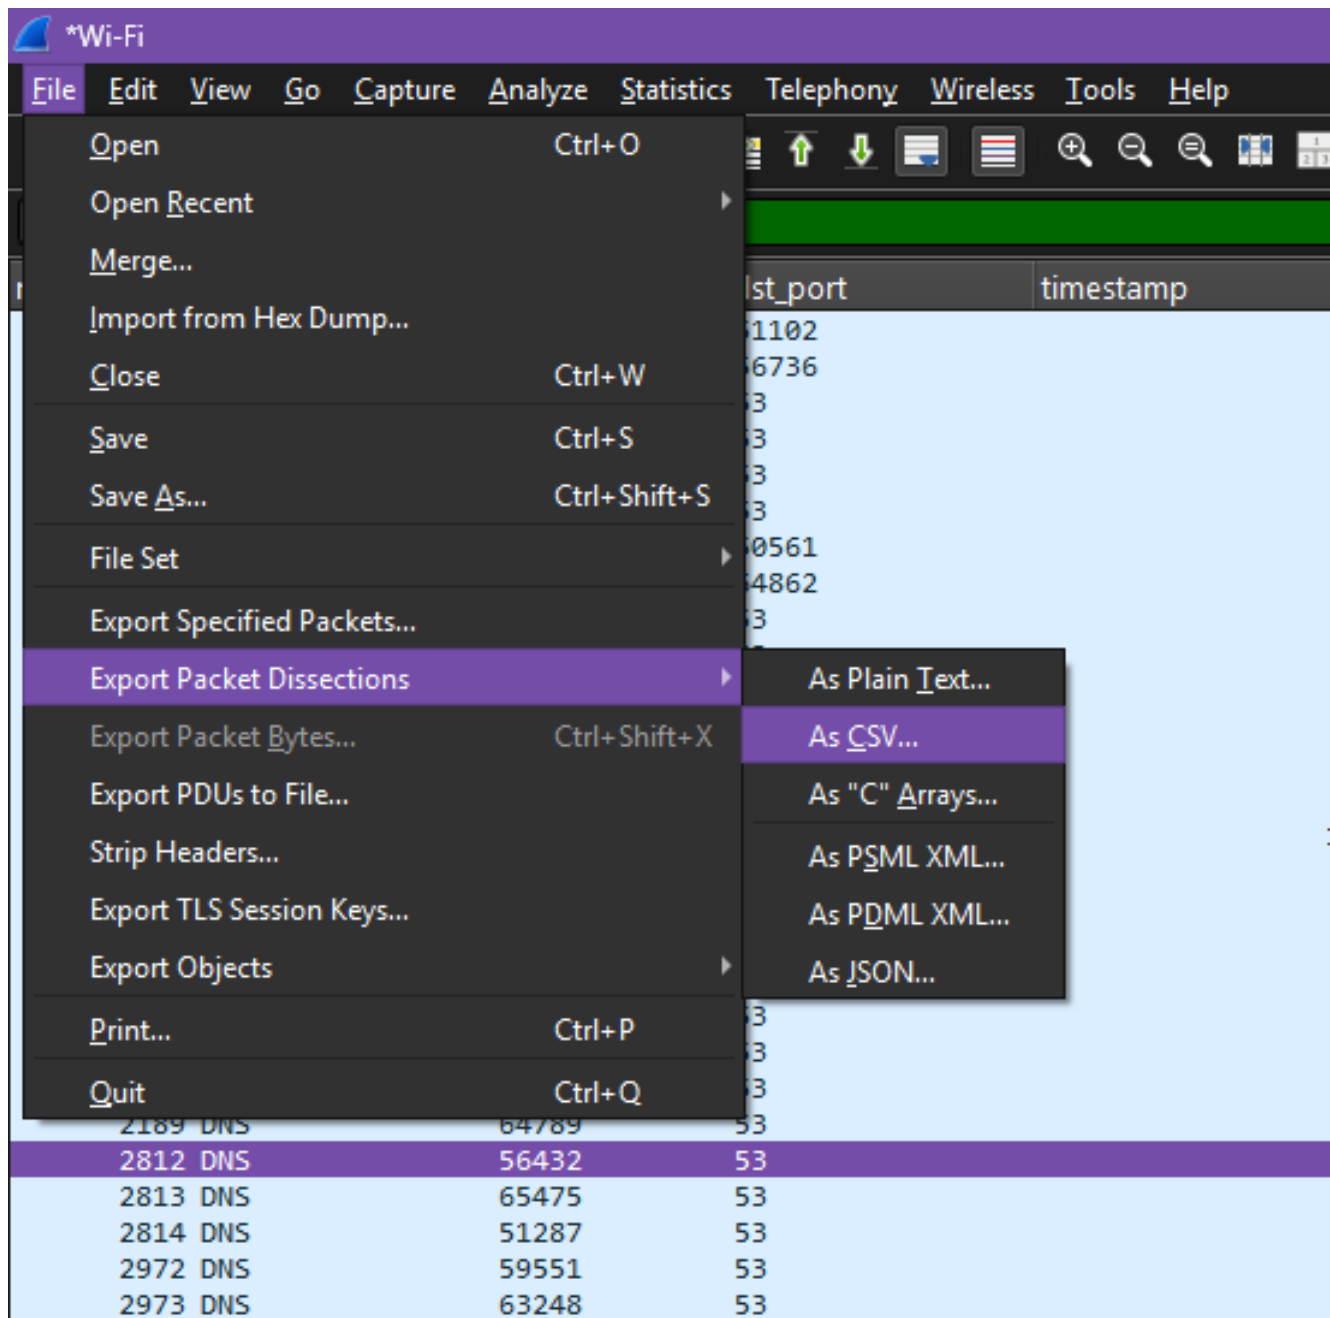 *Wi-Fi
File Edit View Go Capture Analyze Statistics Telephony Wireless Tools Help
Open Ctrl+O
Open Recent
Merge...
Import from Hex Dump...
Close Ctrl+W
Save Ctrl+S
Save As... Ctrl+Shift+S
File Set
Export Specified Packets...
Export Packet Dissections
Export Packet Bytes... Ctrl+Shift+X
Export PDUs to File...
Strip Headers...
Export TLS Session Keys...
Export Objects
Print... Ctrl+P
Quit Ctrl+Q
As Plain Text...
As CSV...
As "C" Arrays...
As PSML XML...
As PDML XML...
As JSON...
timestamp
2189 DNS 64789 53
2812 DNS 56432 53
2813 DNS 65475 53
2814 DNS 51287 53
2972 DNS 59551 53
2973 DNS 63248 53